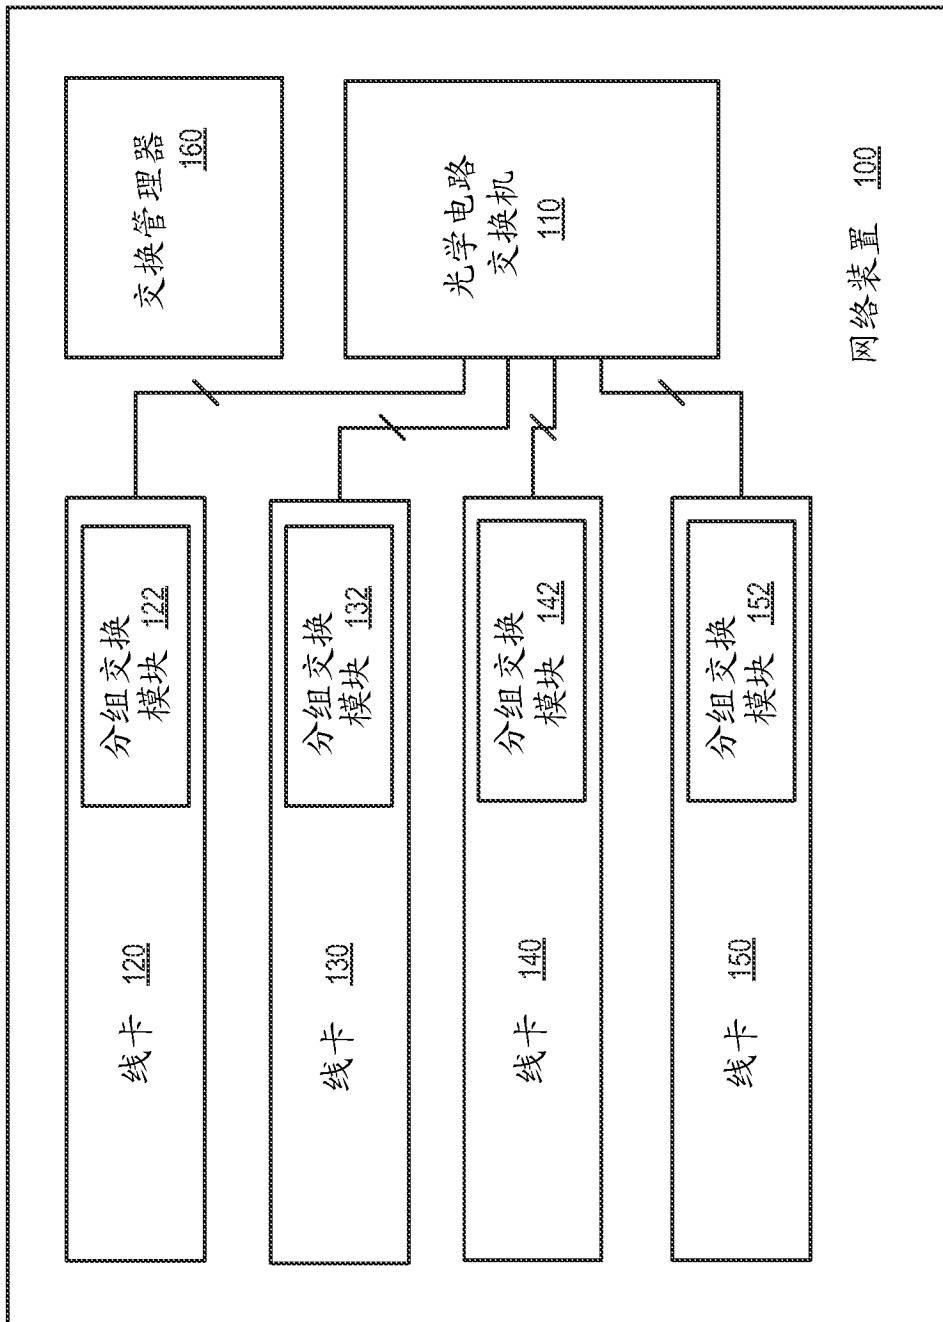 线卡 120
分组交换
模块 122
线卡 130
分组交换
模块 132
线卡 140
分组交换
模块 142
线卡 150
分组交换
模块 152
交换管理器
160
光学电路
交换机
110
网络装置 100